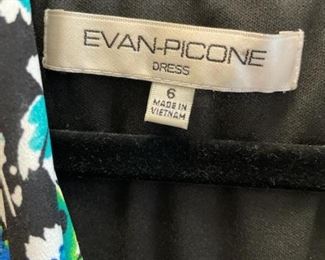 EVAN-PICONE
DRESS
6
MADE IN
VIETNAM